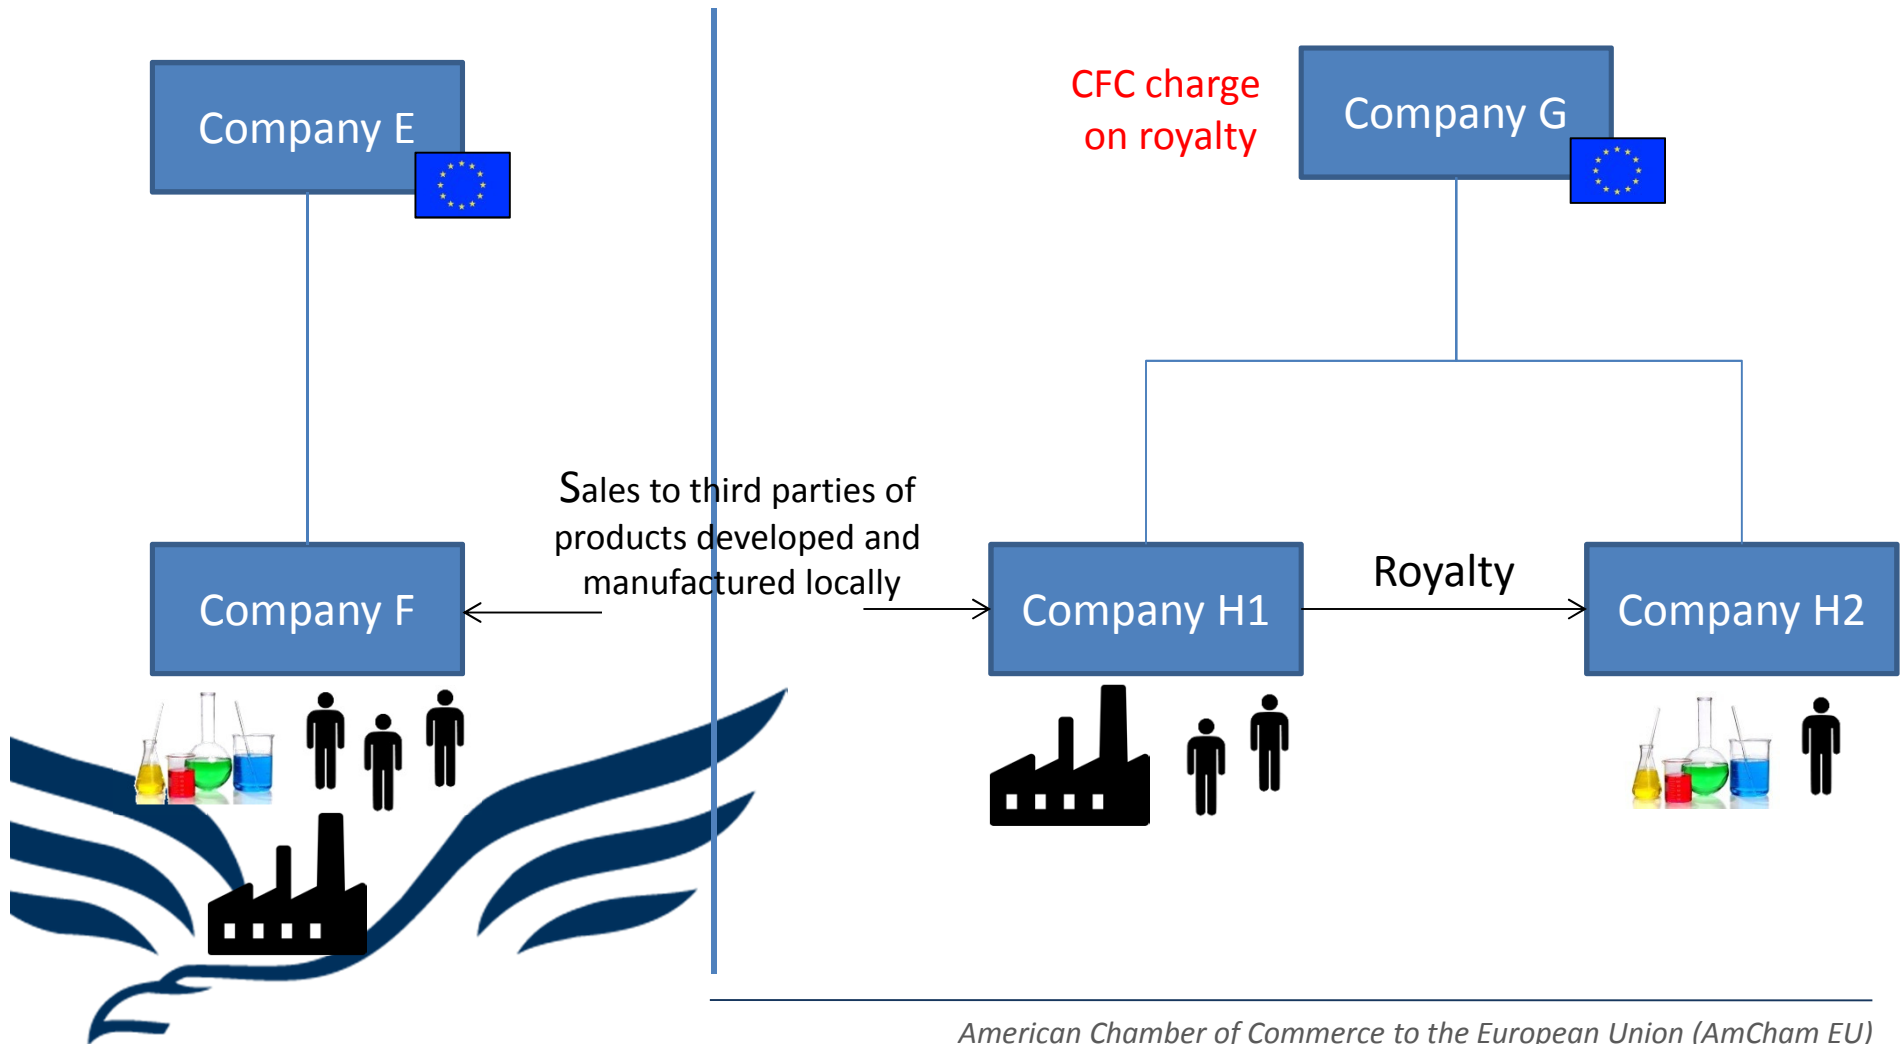 Company E
CFC charge
on royalty
Company G
Sales to third parties of
products developed and
manufactured locally
Company F
Company H1
Royalty
Company H2
American Chamber of Commerce to the European Union (AmCham EU)